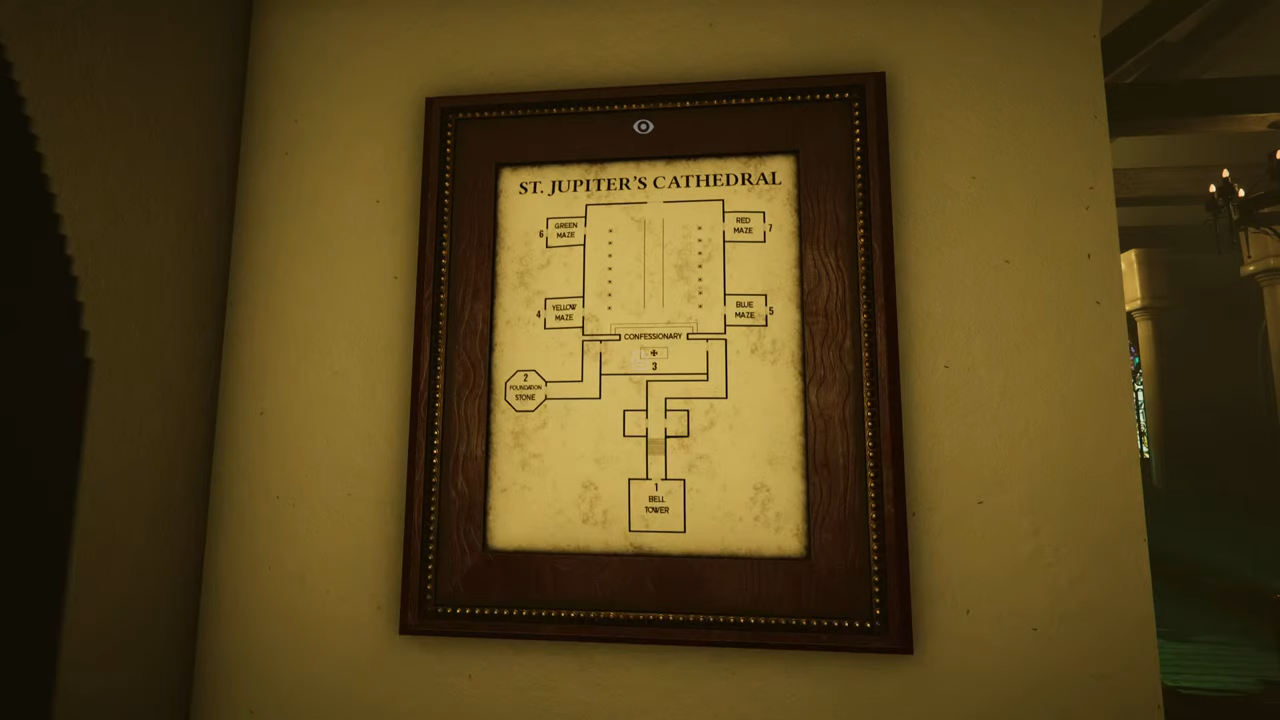 ST. JUPITER'S CATHEDRAL
6
GREEN
MAZE
RED
MAZE
7
4
YELLOW
MAZE
BLUE
MAZE
5
CONFESSIONARY
3
2
FOUNDATION
STONE
1
BELL
TOWER